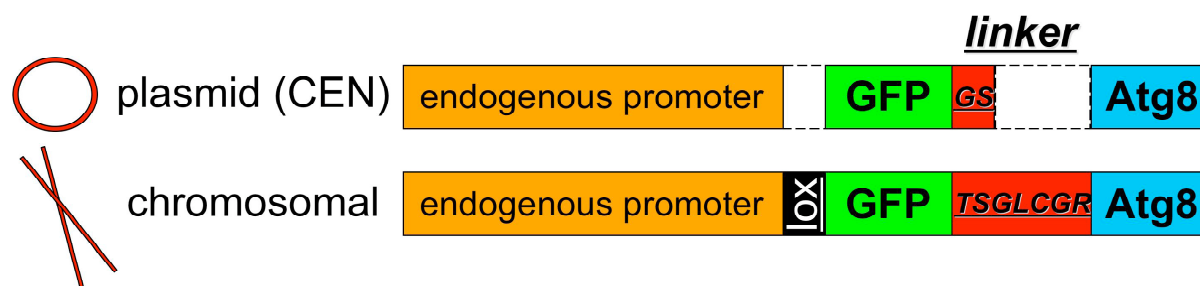 linker
plasmid (CEN) endogenous promoter GFP GS Atg8
chromosomal endogenous promoter lox GFP TSGLCGR Atg8